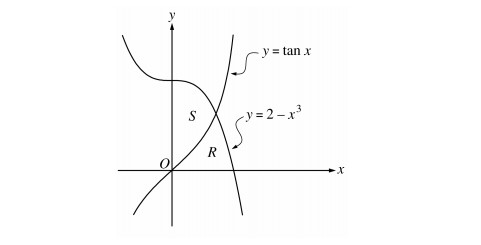 y
y = tan x
S
y = 2 − x³
R
O
x